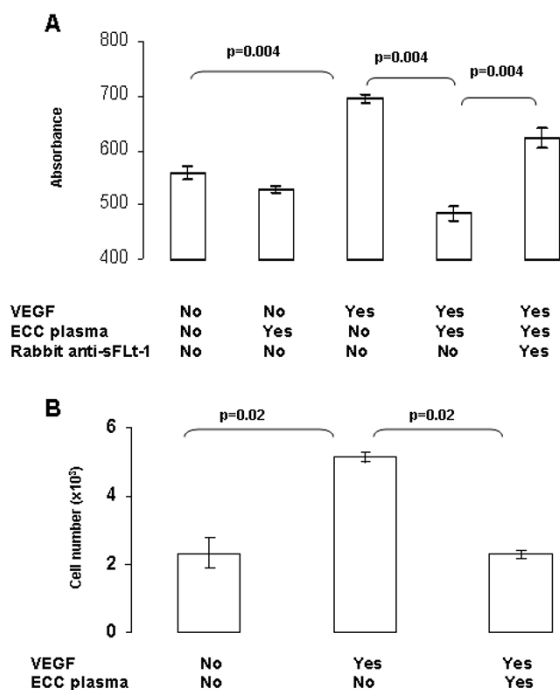 A
p=0.004
p=0.004
p=0.004
Absorbance
800
700
600
500
400
VEGF No No Yes Yes Yes
ECC plasma No Yes No Yes Yes
Rabbit anti-sFLt-1 No No No No Yes
B
p=0.02
p=0.02
Cell number (x10³)
6
4
2
0
VEGF No Yes Yes
ECC plasma No No Yes